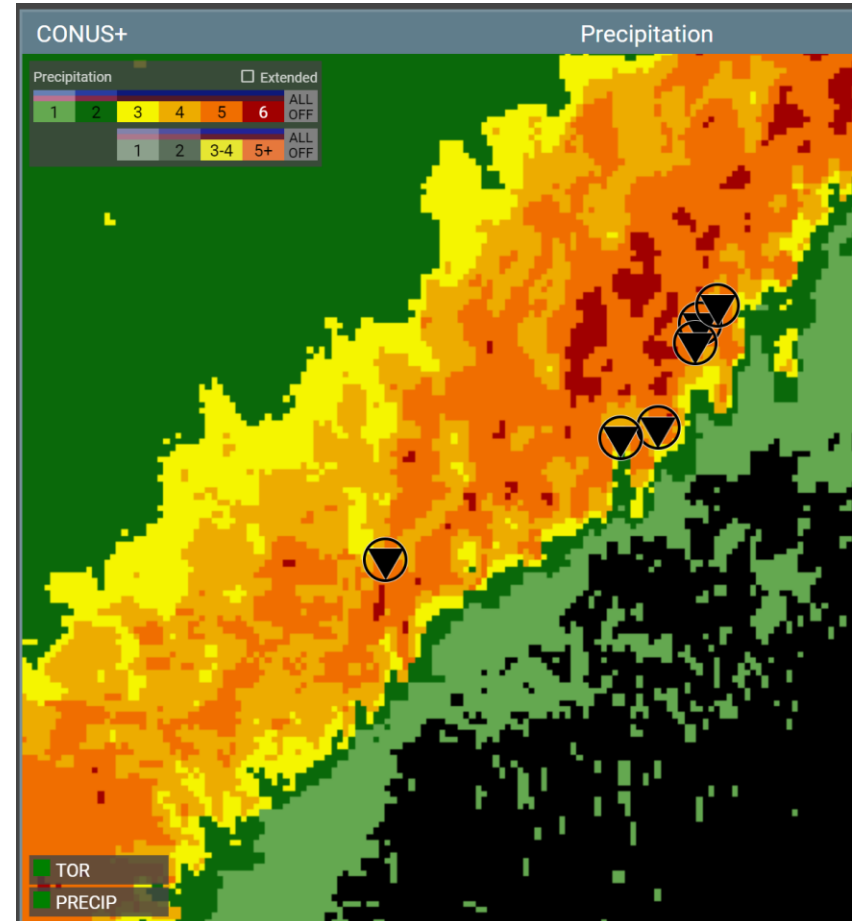 CONUS+ Precipitation
Precipitation Extended
1 2 3 4 5 6 ALL OFF
1 2 3-4 5+ ALL OFF
TOR
PRECIP